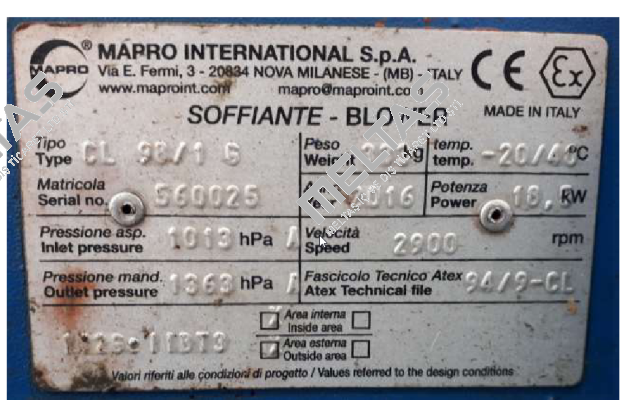 MAPRO ® MAPRO INTERNATIONAL S.p.A.
Via E. Fermi, 3 - 20834 NOVA MILANESE - (MB) - ITALY
www.maproint.com mapro@maproint.co
CE Ex
SOFFIANTE - BLOWER MADE IN ITALY
Tipo Type CL 98/1 G
Peso Weight kg
temp. temp. -20/40 °C
Matricola Serial no. 560025
2016
Potenza Power 18, kW
Pressione asp. Inlet pressure 1013 hPa A
Velocità Speed 2900 rpm
Pressione mand. Outlet pressure 1363 hPa A
Fascicolo Tecnico Atex Atex Technical file 94/9-CL
Area interna Inside area
Area esterna Outside area
Valori riferiti alle condizioni di progetto / Values referred to the design conditions